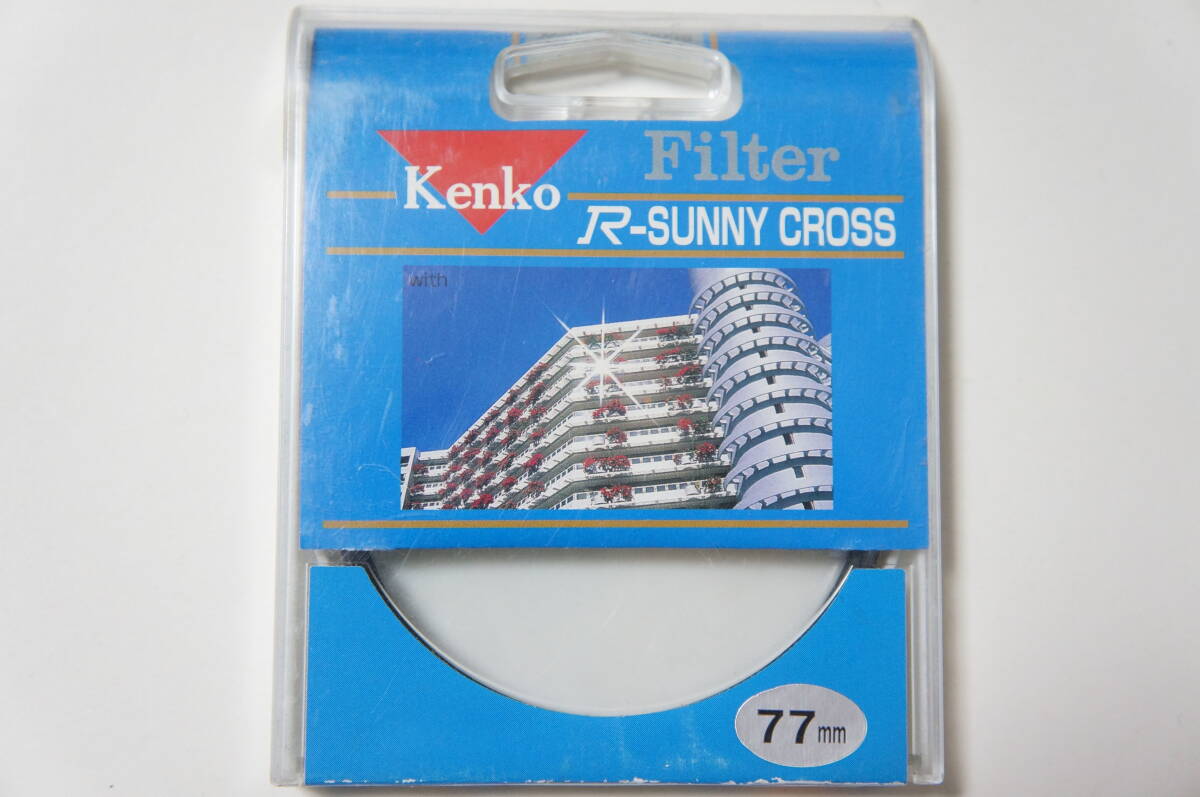 Filter
Kenko
R-SUNNY CROSS
with
77mm